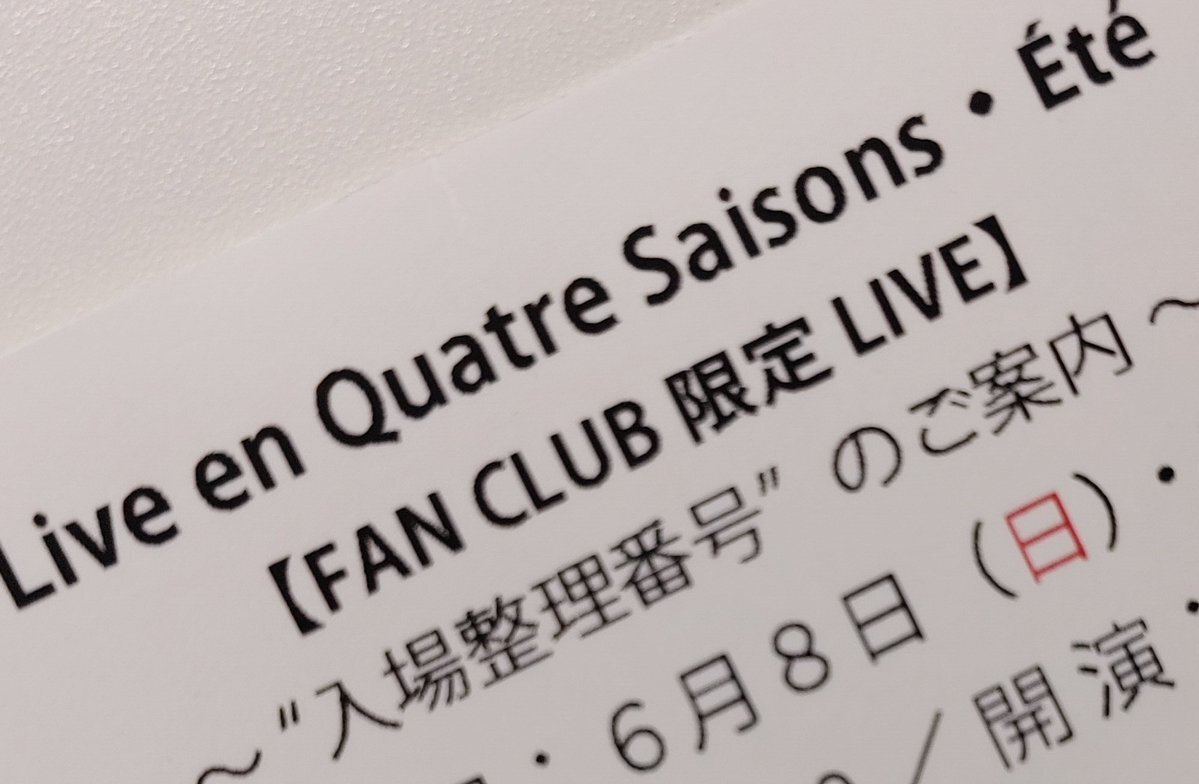 Live en Quatre Saisons・Été
【FAN CLUB 限定 LIVE】
～“入場整理番号” のご案内～
・6月8日（日）・
／開演・